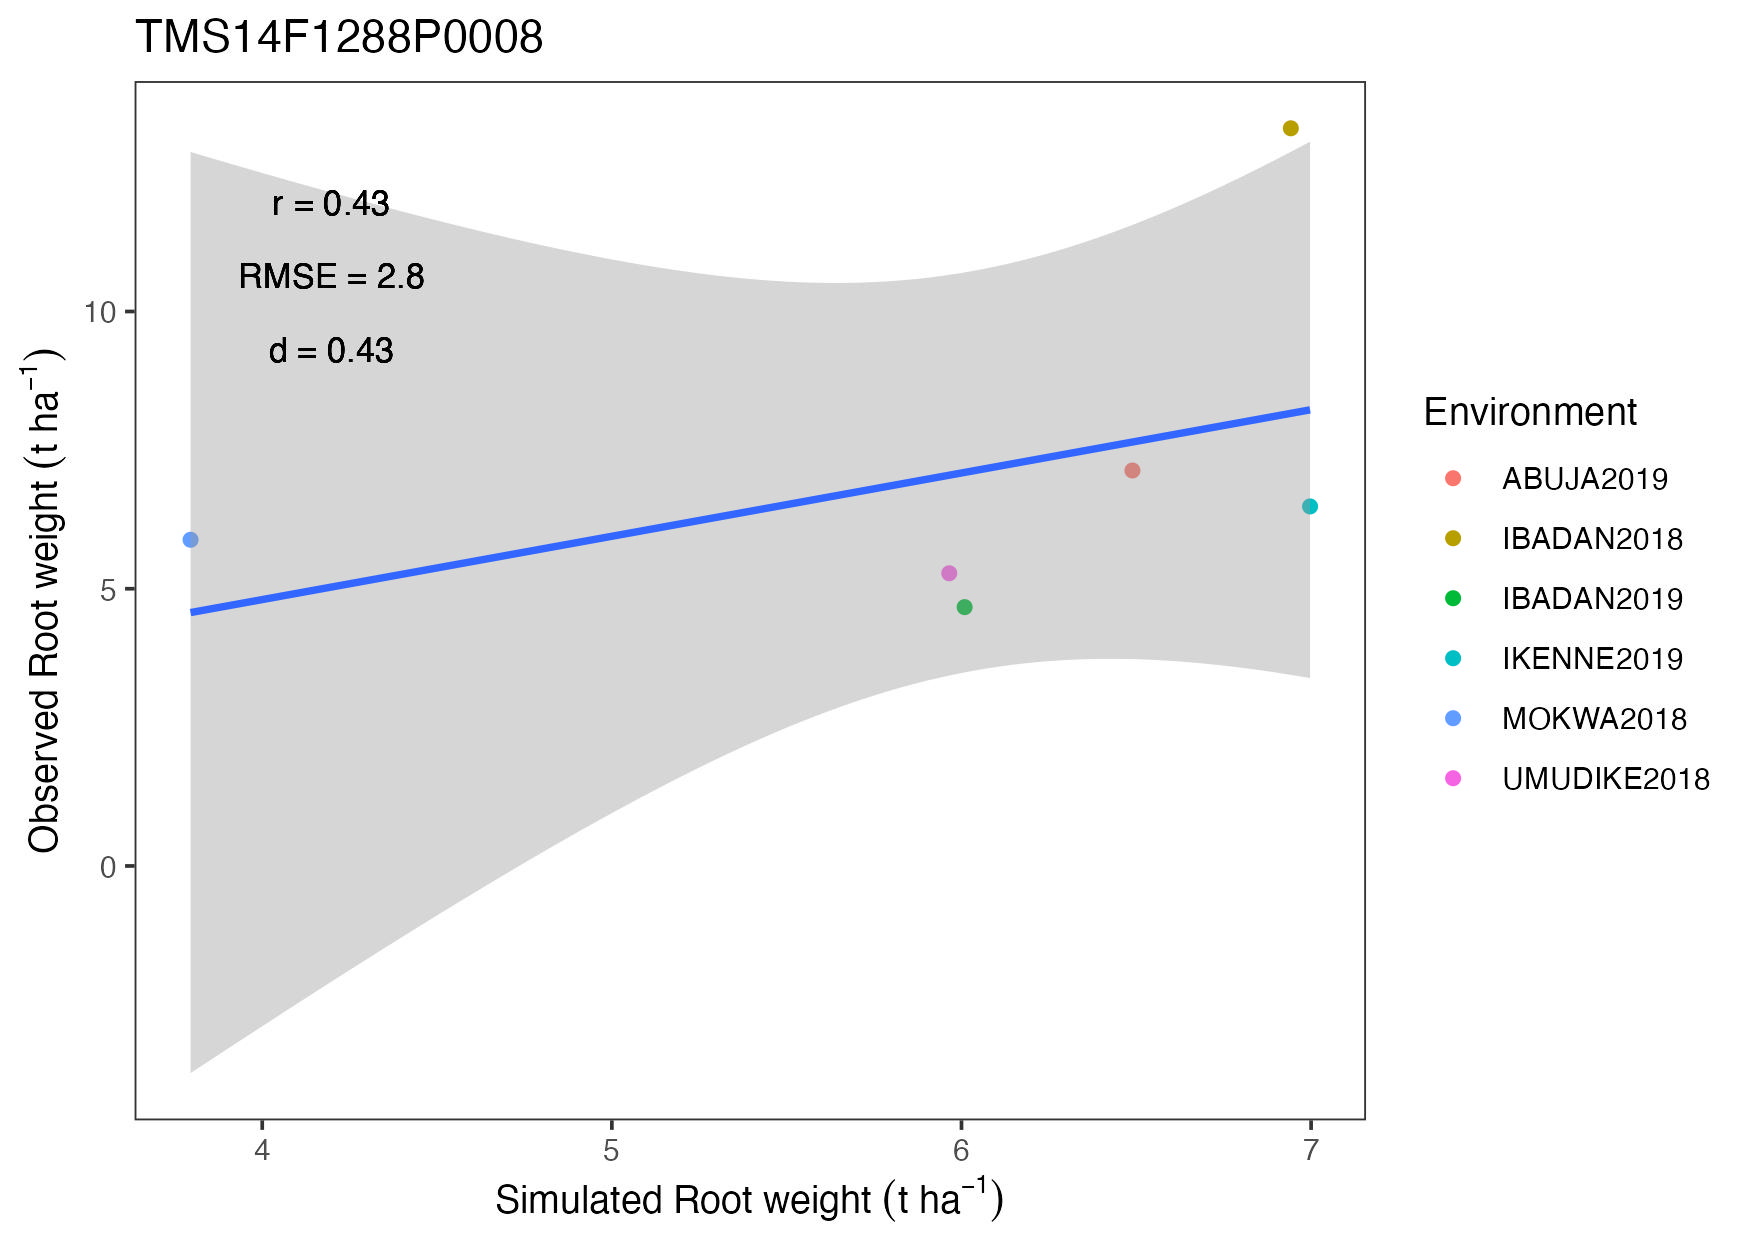 TMS14F1288P0008
r = 0.43
RMSE = 2.8
d = 0.43
10
5
0
Observed Root weight (t ha⁻¹)
4 5 6 7
Simulated Root weight (t ha⁻¹)
Environment
ABUJA2019
IBADAN2018
IBADAN2019
IKENNE2019
MOKWA2018
UMUDIKE2018